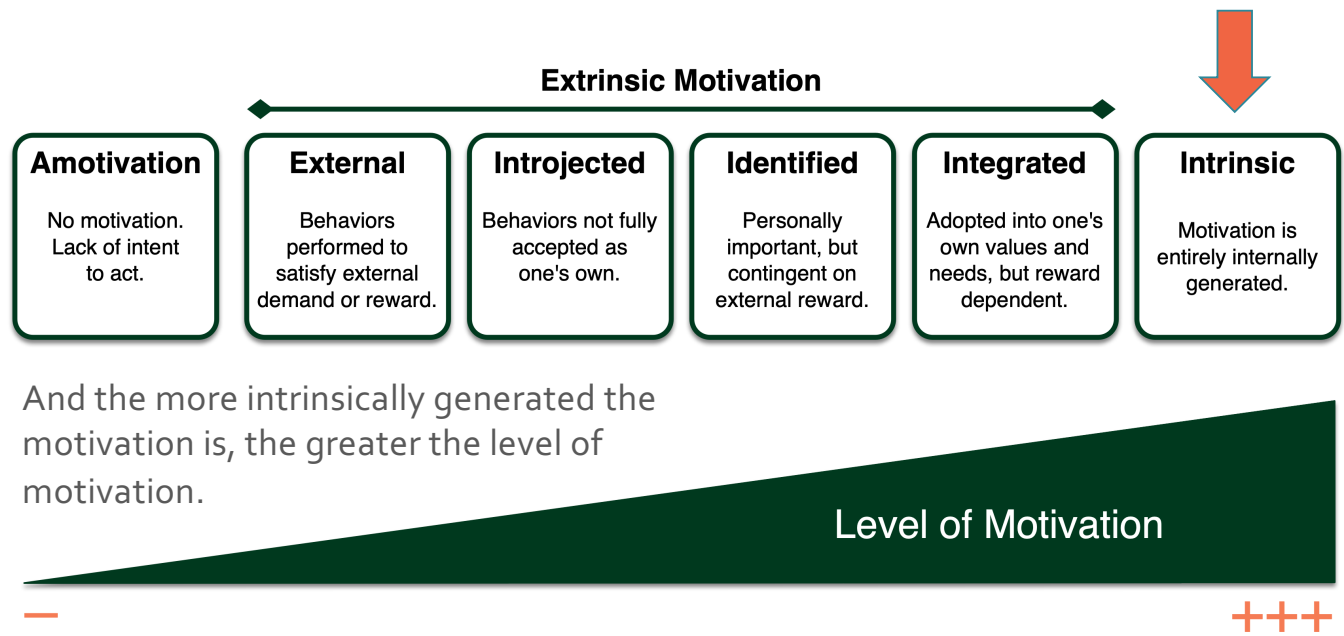 Extrinsic Motivation
Amotivation
No motivation.
Lack of intent
to act.
External
Behaviors
performed to
satisfy external
demand or reward.
Introjected
Behaviors not fully
accepted as
one's own.
Identified
Personally
important, but
contingent on
external reward.
Integrated
Adopted into one's
own values and
needs, but reward
dependent.
Intrinsic
Motivation is
entirely internally
generated.
And the more intrinsically generated the
motivation is, the greater the level of
motivation.
Level of Motivation
– +++